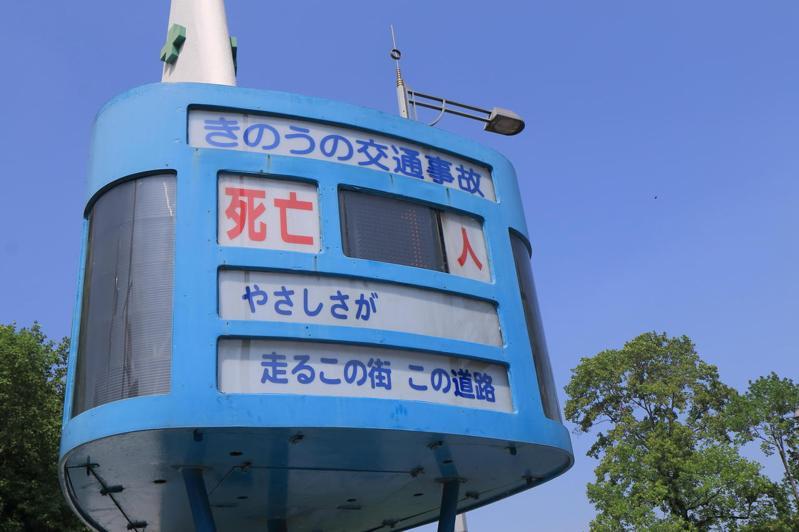 きのうの交通事故
死亡 人
やさしさが
走るこの街 この道路